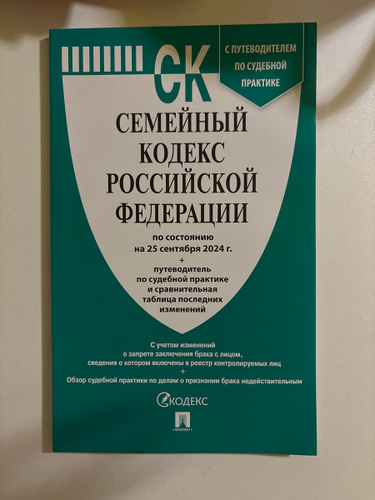 С ПУТЕВОДИТЕЛЕМ
ПО СУДЕБНОЙ
ПРАКТИКЕ
СК
СЕМЕЙНЫЙ
КОДЕКС
РОССИЙСКОЙ
ФЕДЕРАЦИИ
по состоянию
на 25 сентября 2024 г.
+
путеводитель
по судебной практике
и сравнительная
таблица последних
изменений
С учетом изменений
о запрете заключения брака с лицом,
сведения о котором включены в реестр контролируемых лиц
+
Обзор судебной практики по делам о признании брака недействительным
КОДЕКС
ПРОСПЕКТ